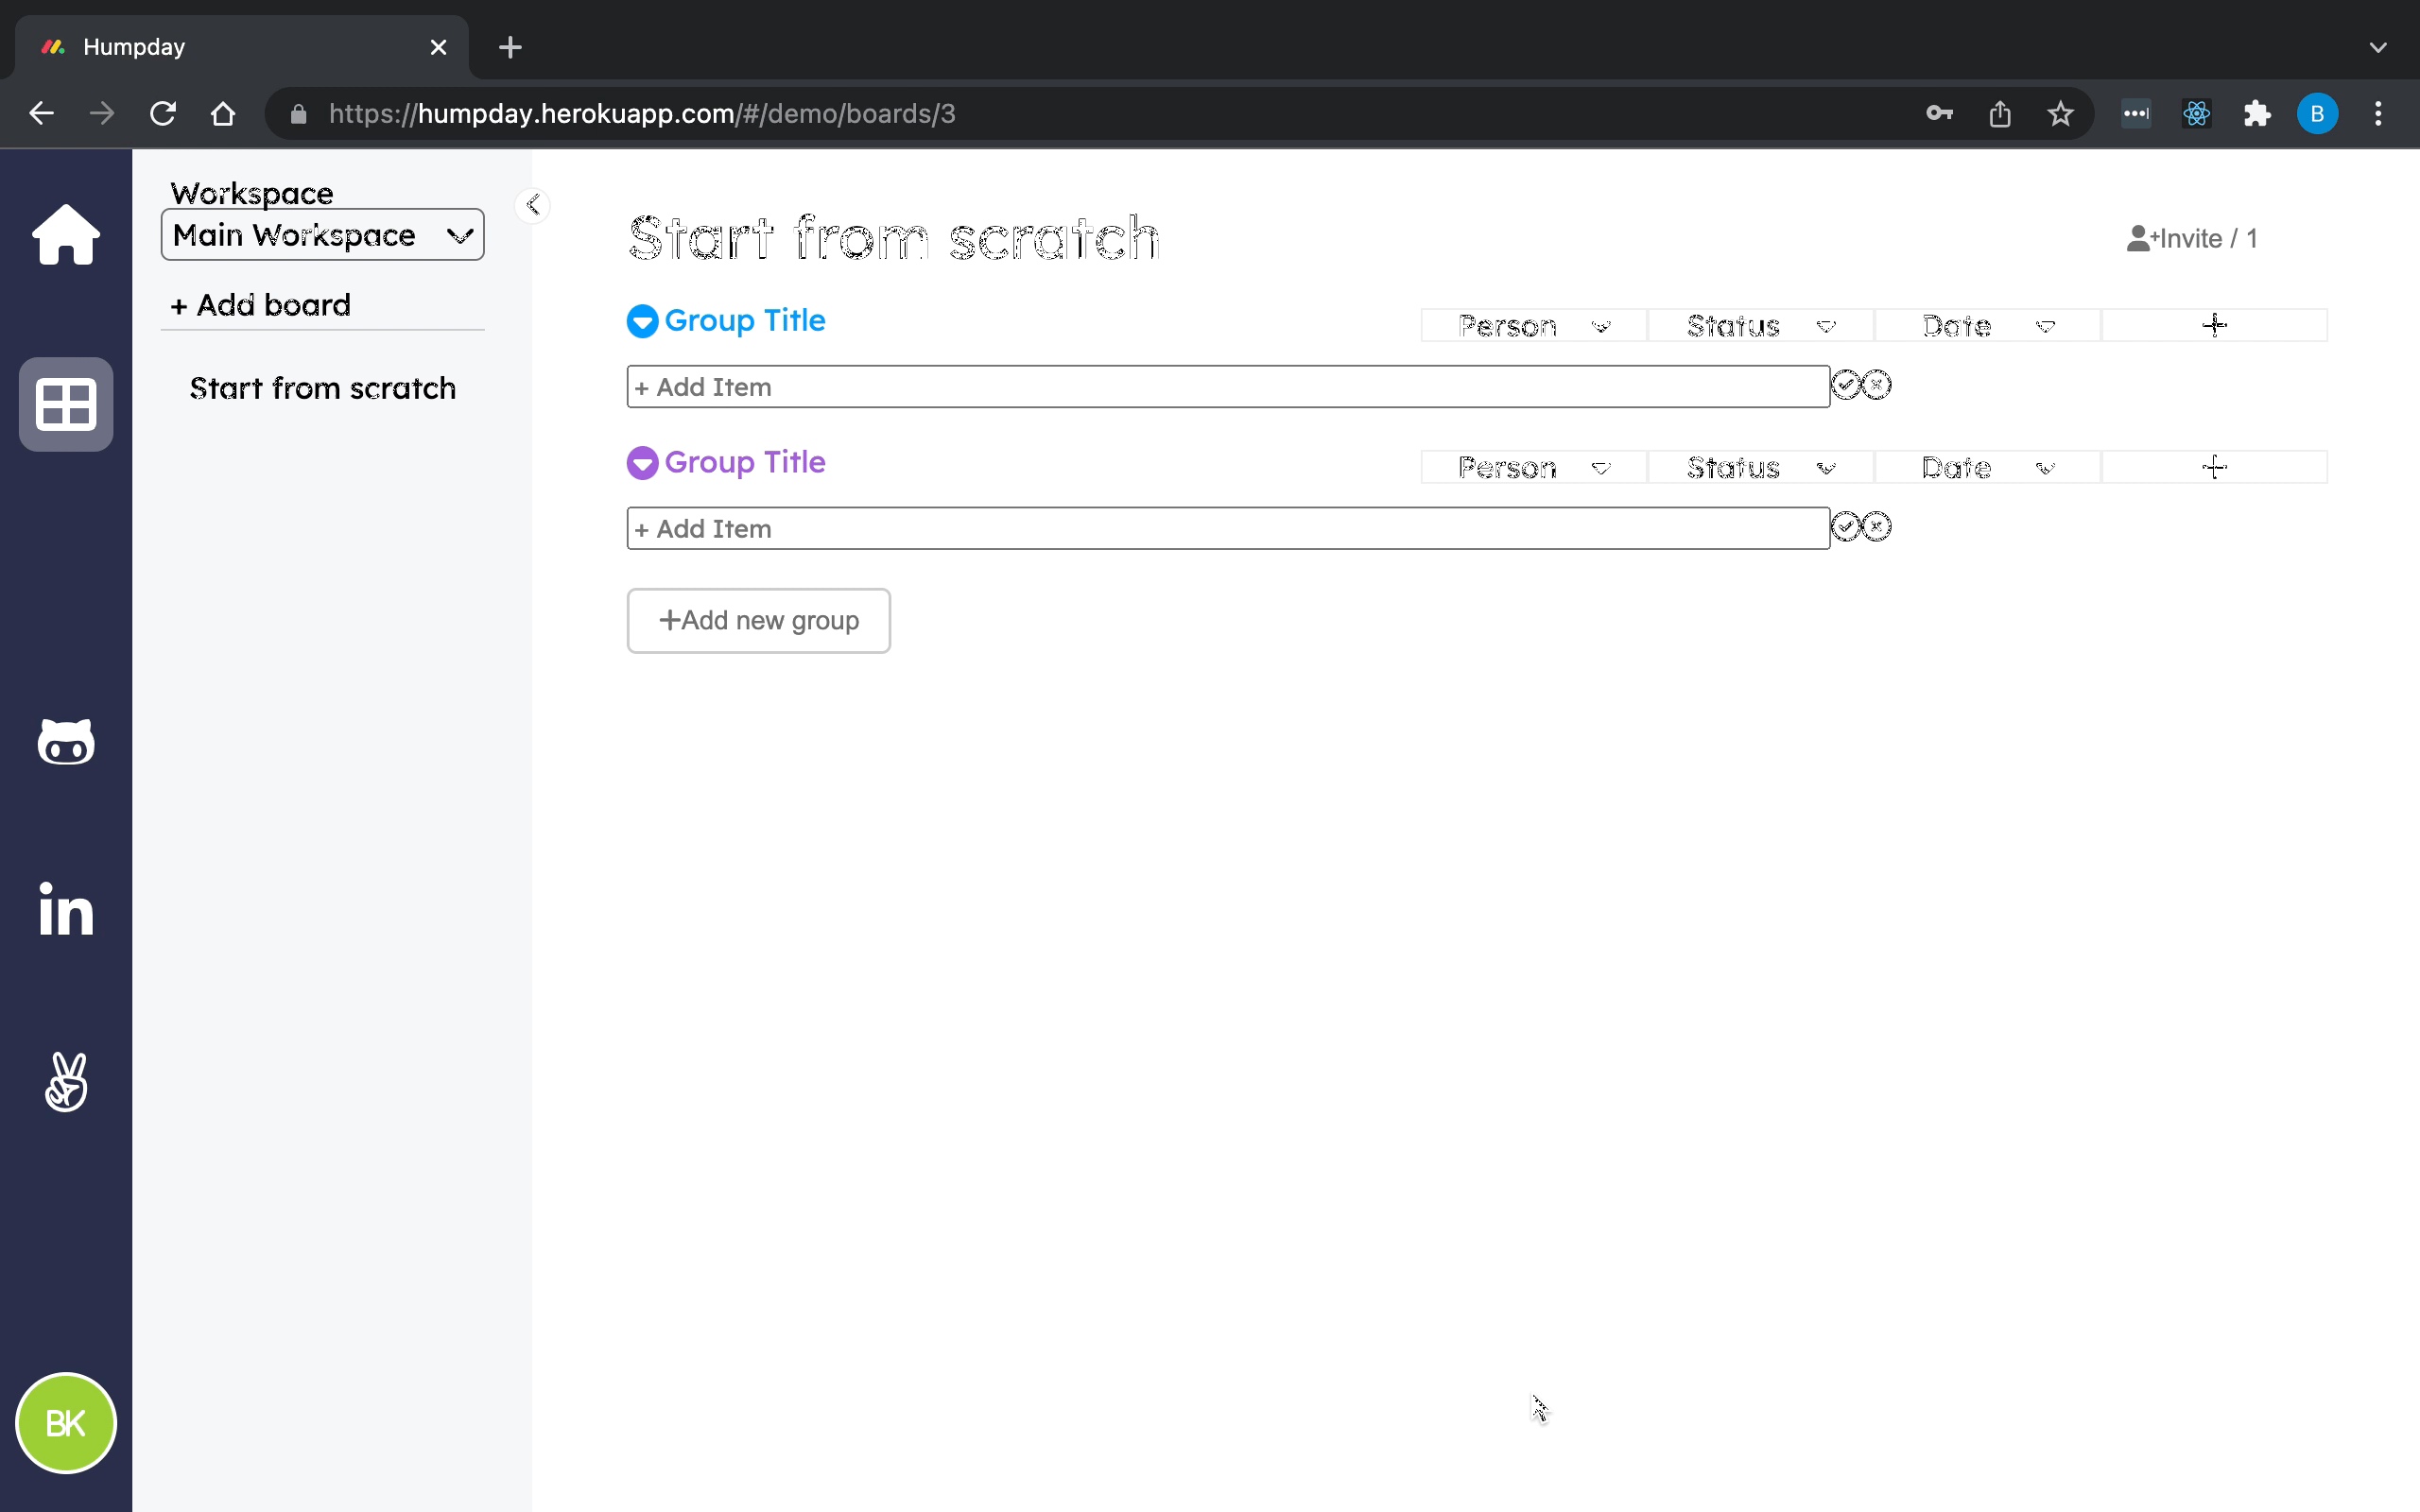 Humpday
https://humpday.herokuapp.com/#/demo/boards/3
B
Workspace
Main Workspace
+ Add board
Start from scratch
Start from scratch
+Invite / 1
Group Title
Person Status Date +
+ Add Item
Group Title
Person Status Date +
+ Add Item
+Add new group
in
BK